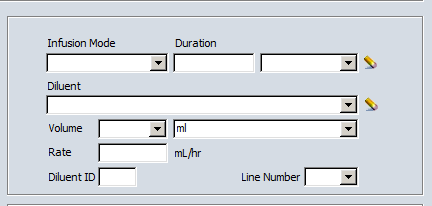 Infusion Mode Duration
Diluent
Volume ml
Rate mL/hr
Diluent ID Line Number